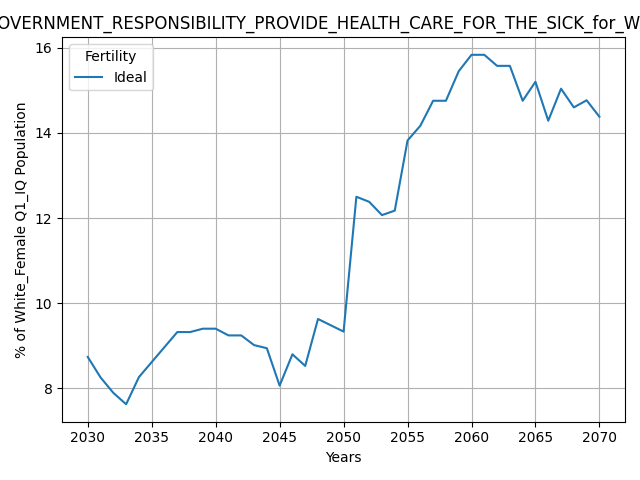 OVERNMENT_RESPONSIBILITY_PROVIDE_HEALTH_CARE_FOR_THE_SICK_for_W
Fertility
Ideal
% of White_Female Q1_IQ Population
16
14
12
10
8
2030 2035 2040 2045 2050 2055 2060 2065 2070
Years